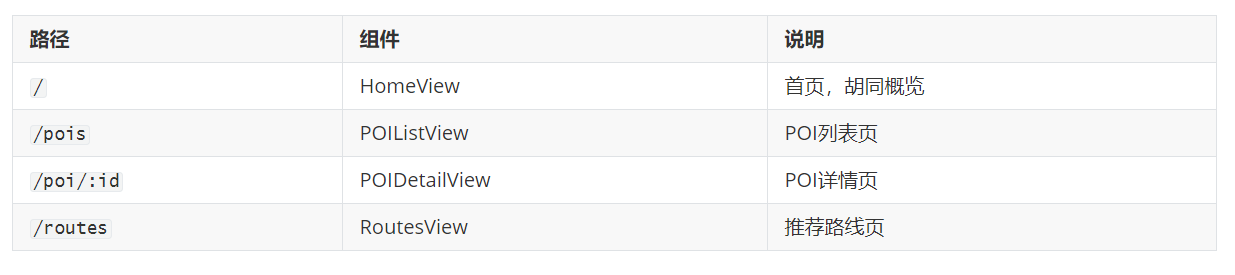 路径 组件 说明
/ HomeView 首页，胡同概览
/pois POIListView POI列表页
/poi/:id POIDetailView POI详情页
/routes RoutesView 推荐路线页